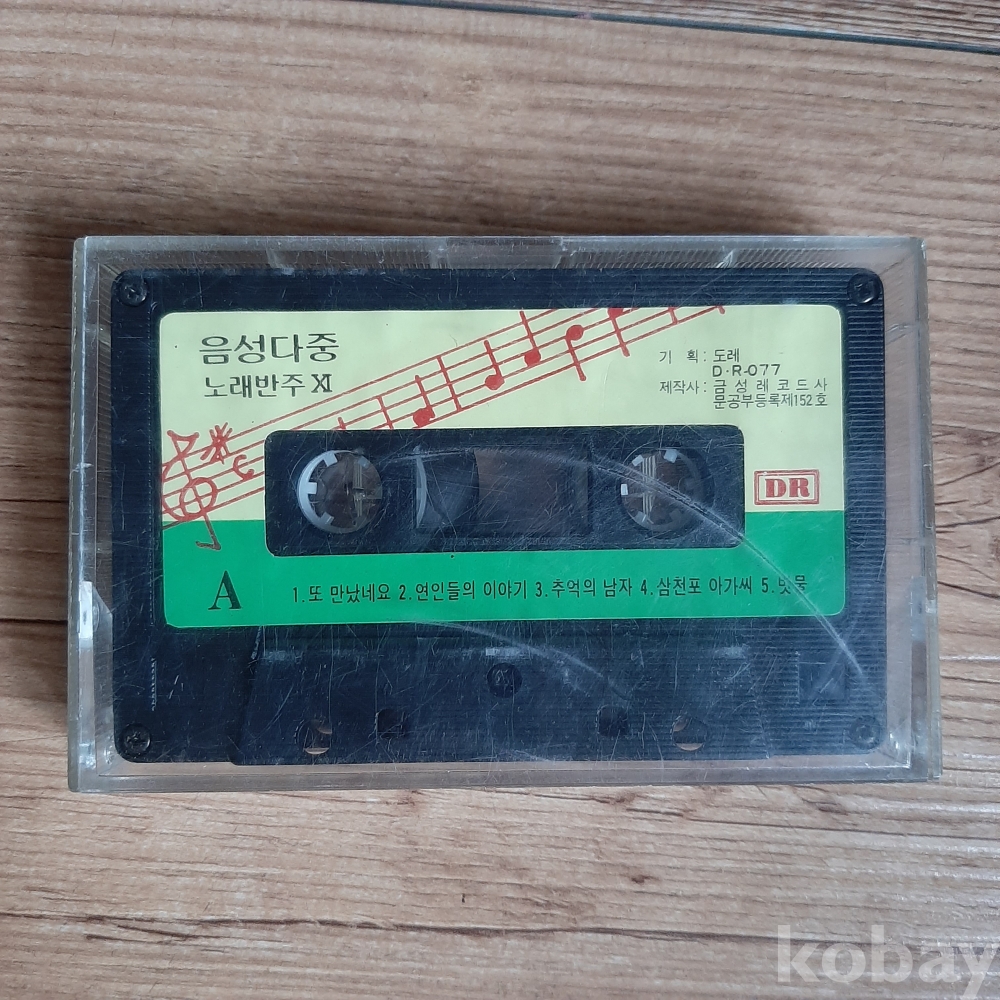 음성다중
노래반주 XI
기 획 : 도레
D·R-077
제작사 : 금성레코드사
문공부등록제152호
DR
A
1. 또 만났네요 2. 연인들의 이야기 3. 추억의 남자 4. 삼천포 아가씨 5. 빗물
kobay